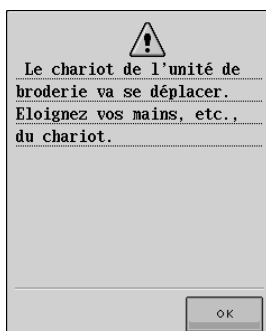 Le chariot de l'unité de
broderie va se déplacer.
Eloignez vos mains, etc.,
du chariot.
OK